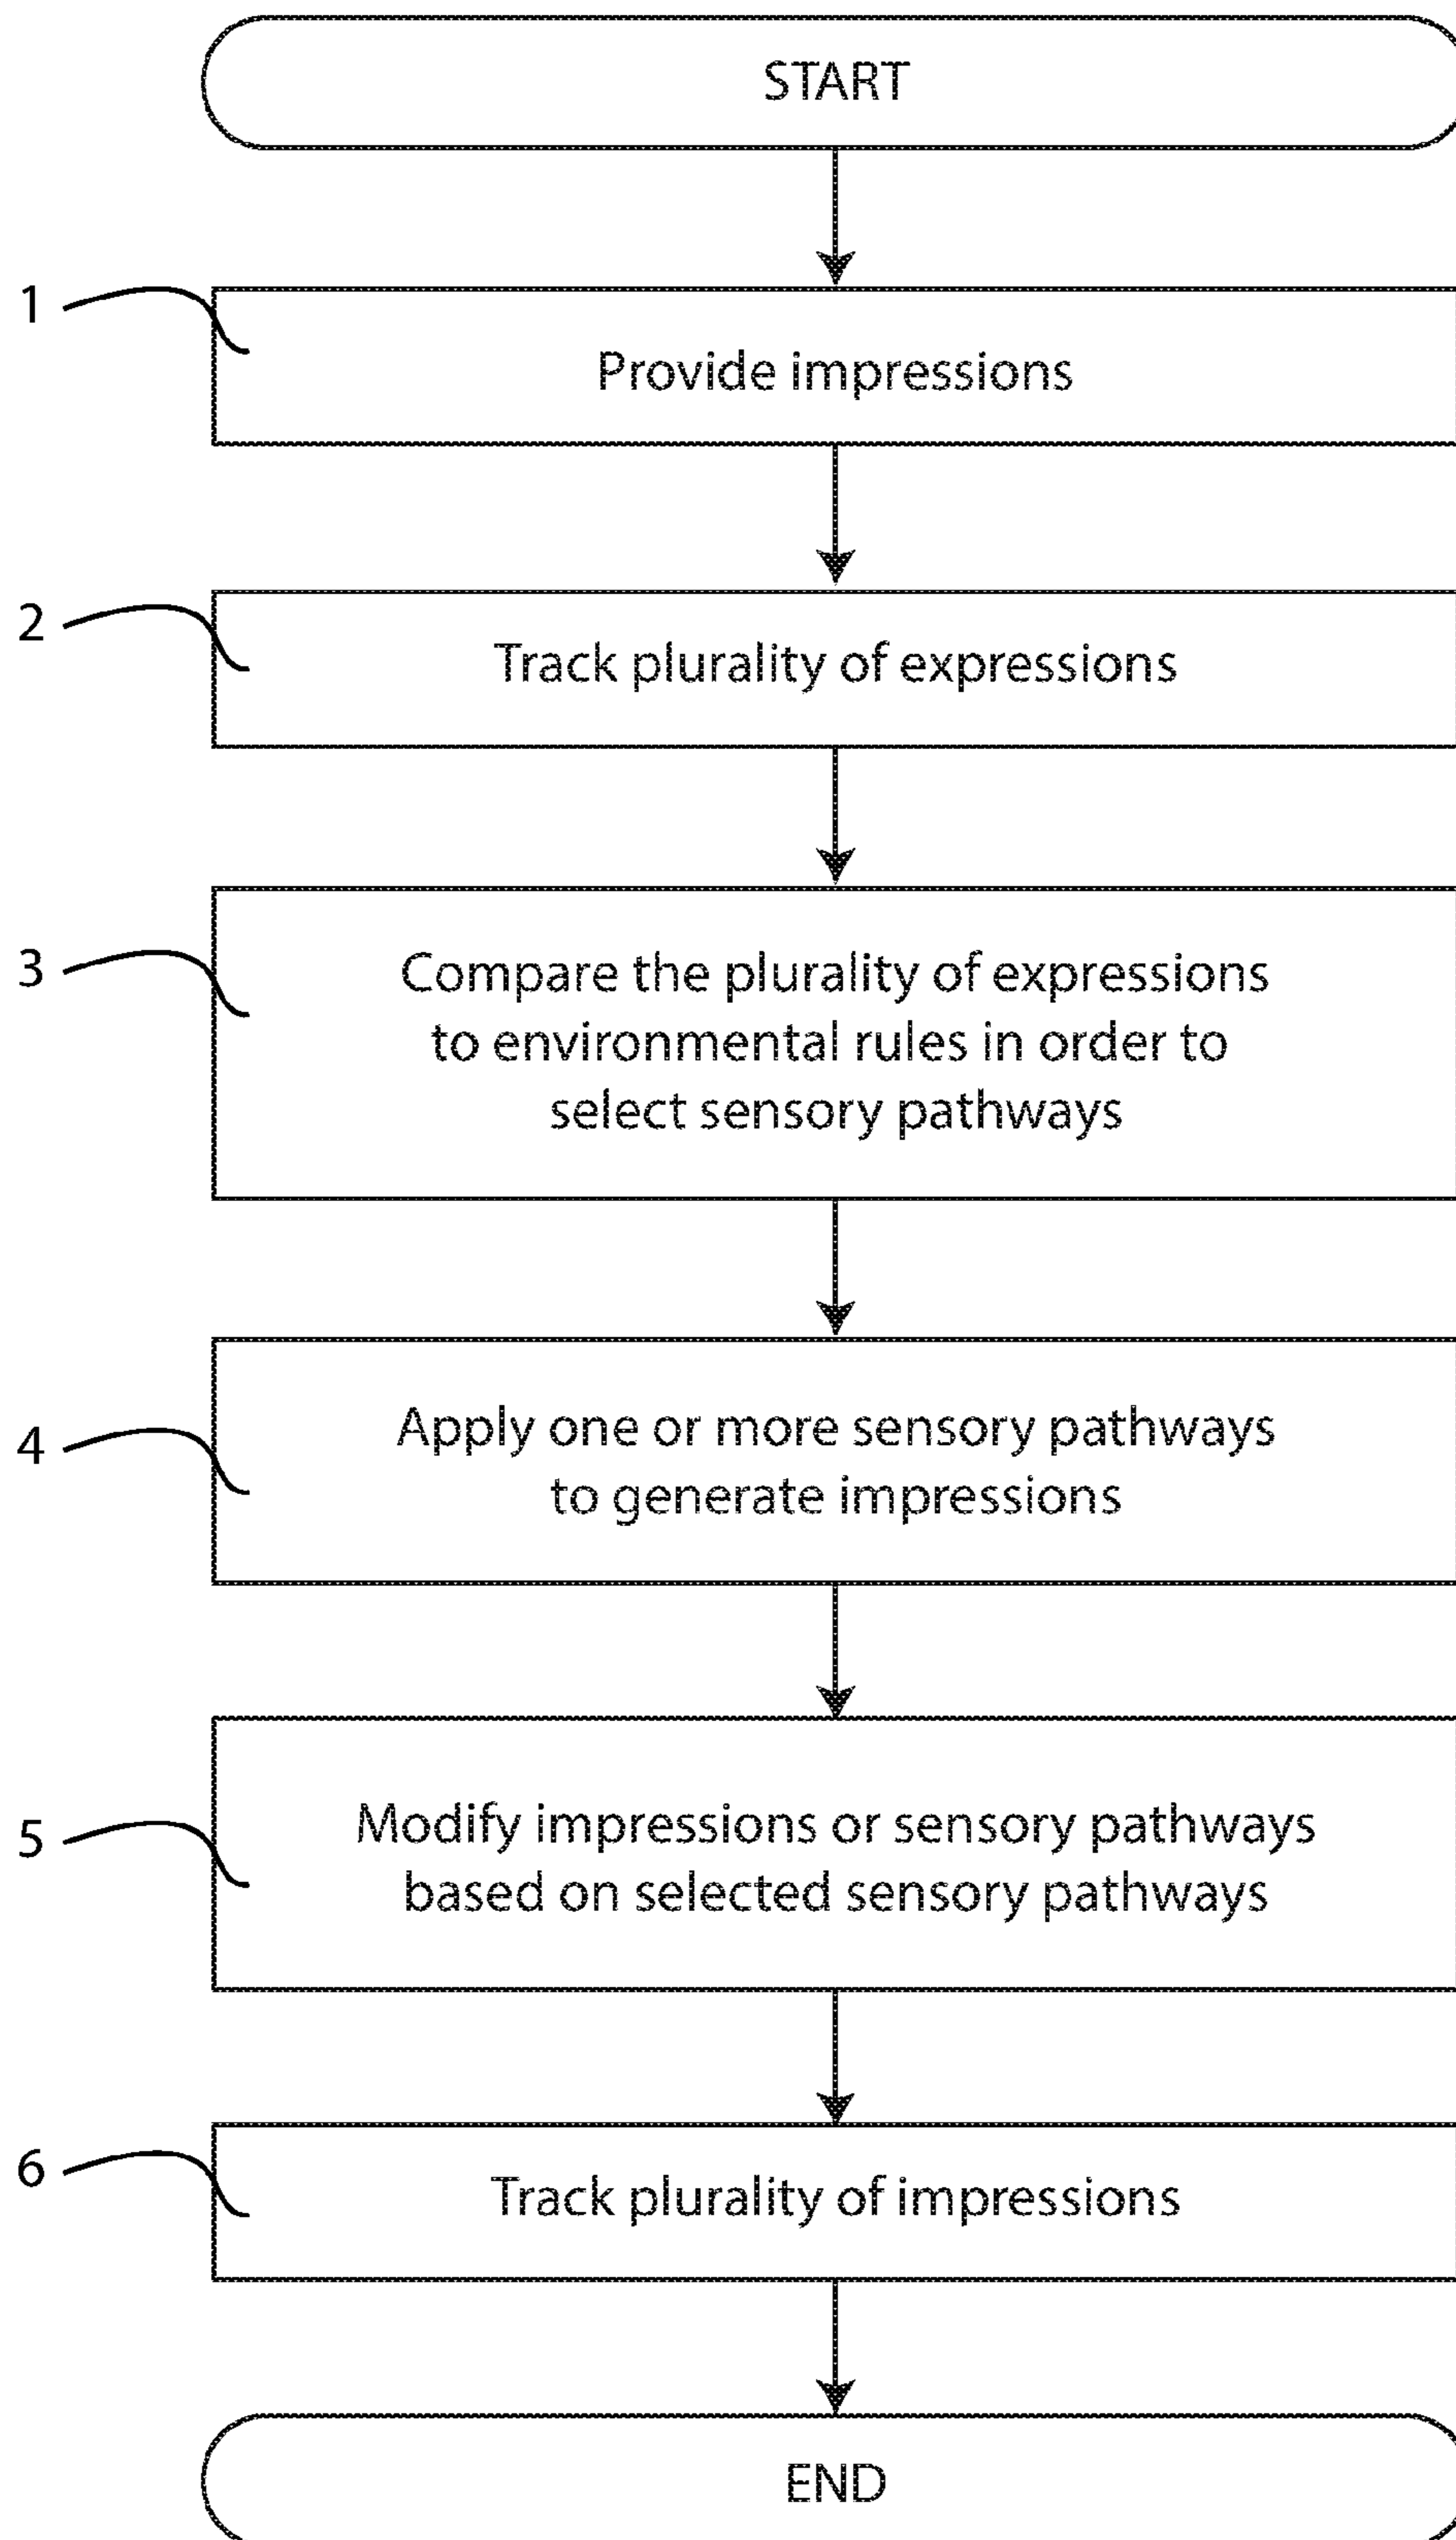 START
1
Provide impressions
2
Track plurality of expressions
3
Compare the plurality of expressions
to environmental rules in order to
select sensory pathways
4
Apply one or more sensory pathways
to generate impressions
5
Modify impressions or sensory pathways
based on selected sensory pathways
6
Track plurality of impressions
END